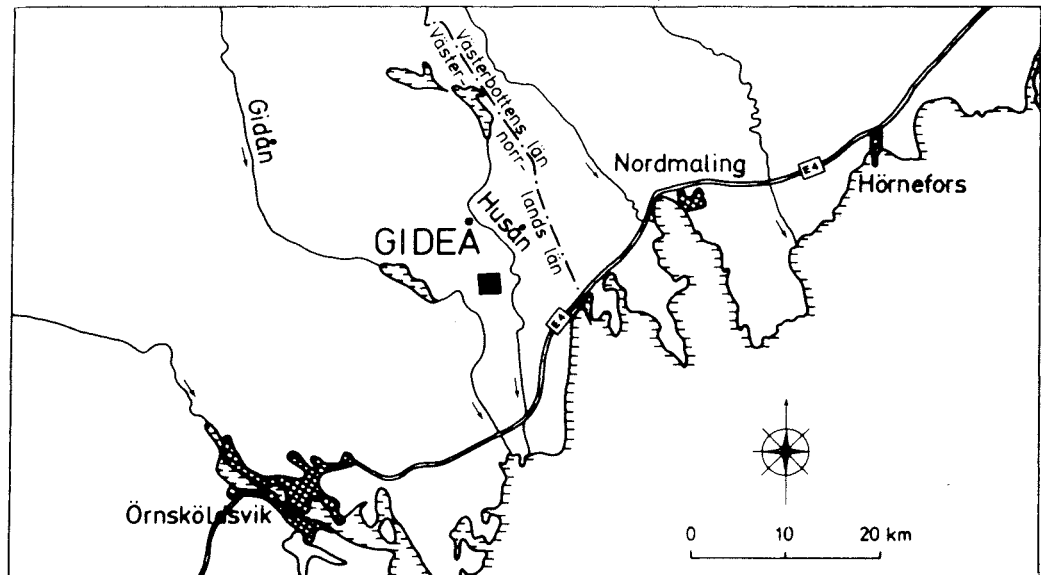 Västerbottens län
Väster- norr- lands län
Gidån
Nordmaling
E4
Hörnefors
Husån
GIDEÅ
E4
Örnsköldsvik
0 10 20 km